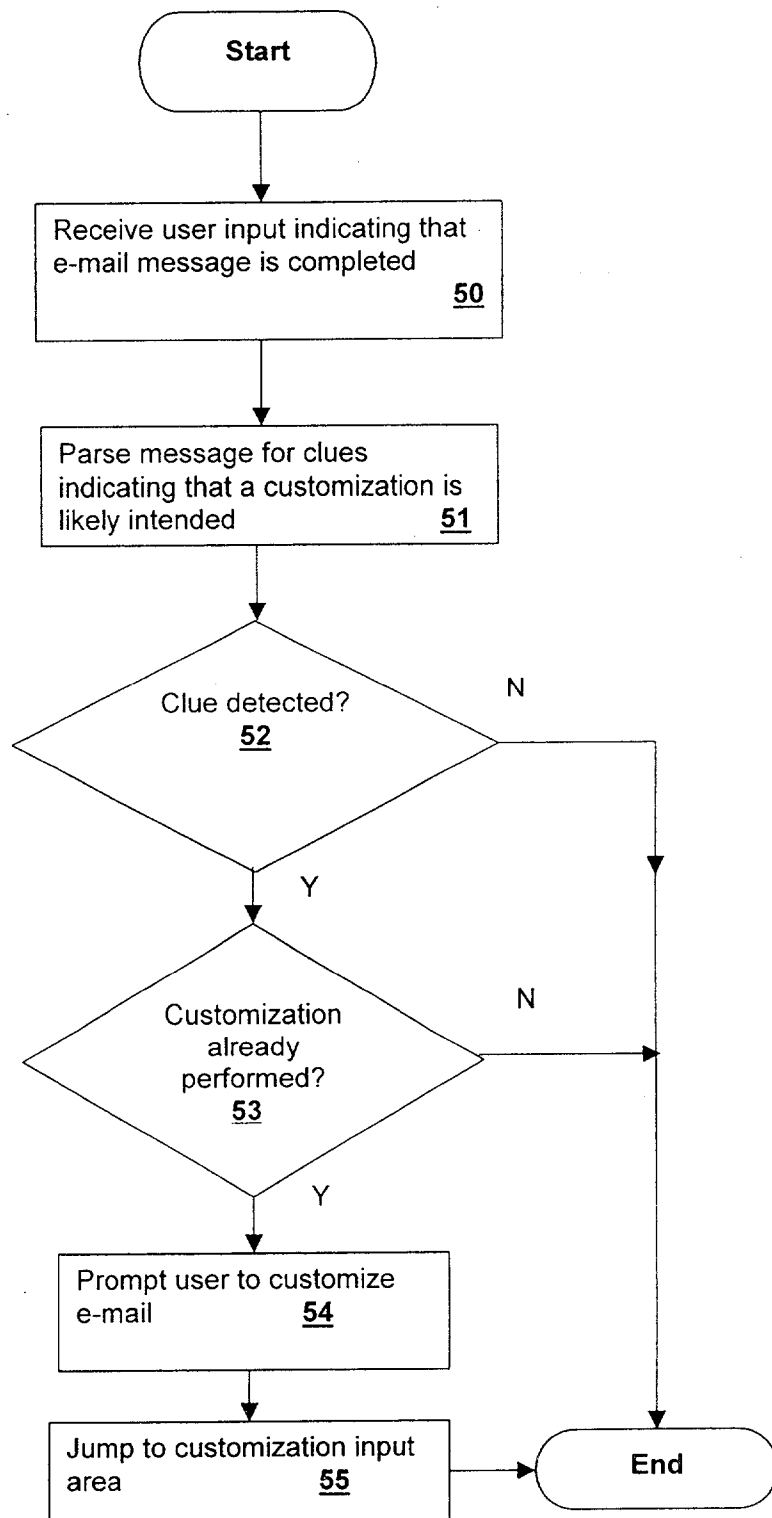 Start
Receive user input indicating that
e-mail message is completed
50
Parse message for clues
indicating that a customization is
likely intended 51
Clue detected?
52
N
Y
Customization
already
performed?
53
N
Y
Prompt user to customize
e-mail 54
Jump to customization input
area 55
End